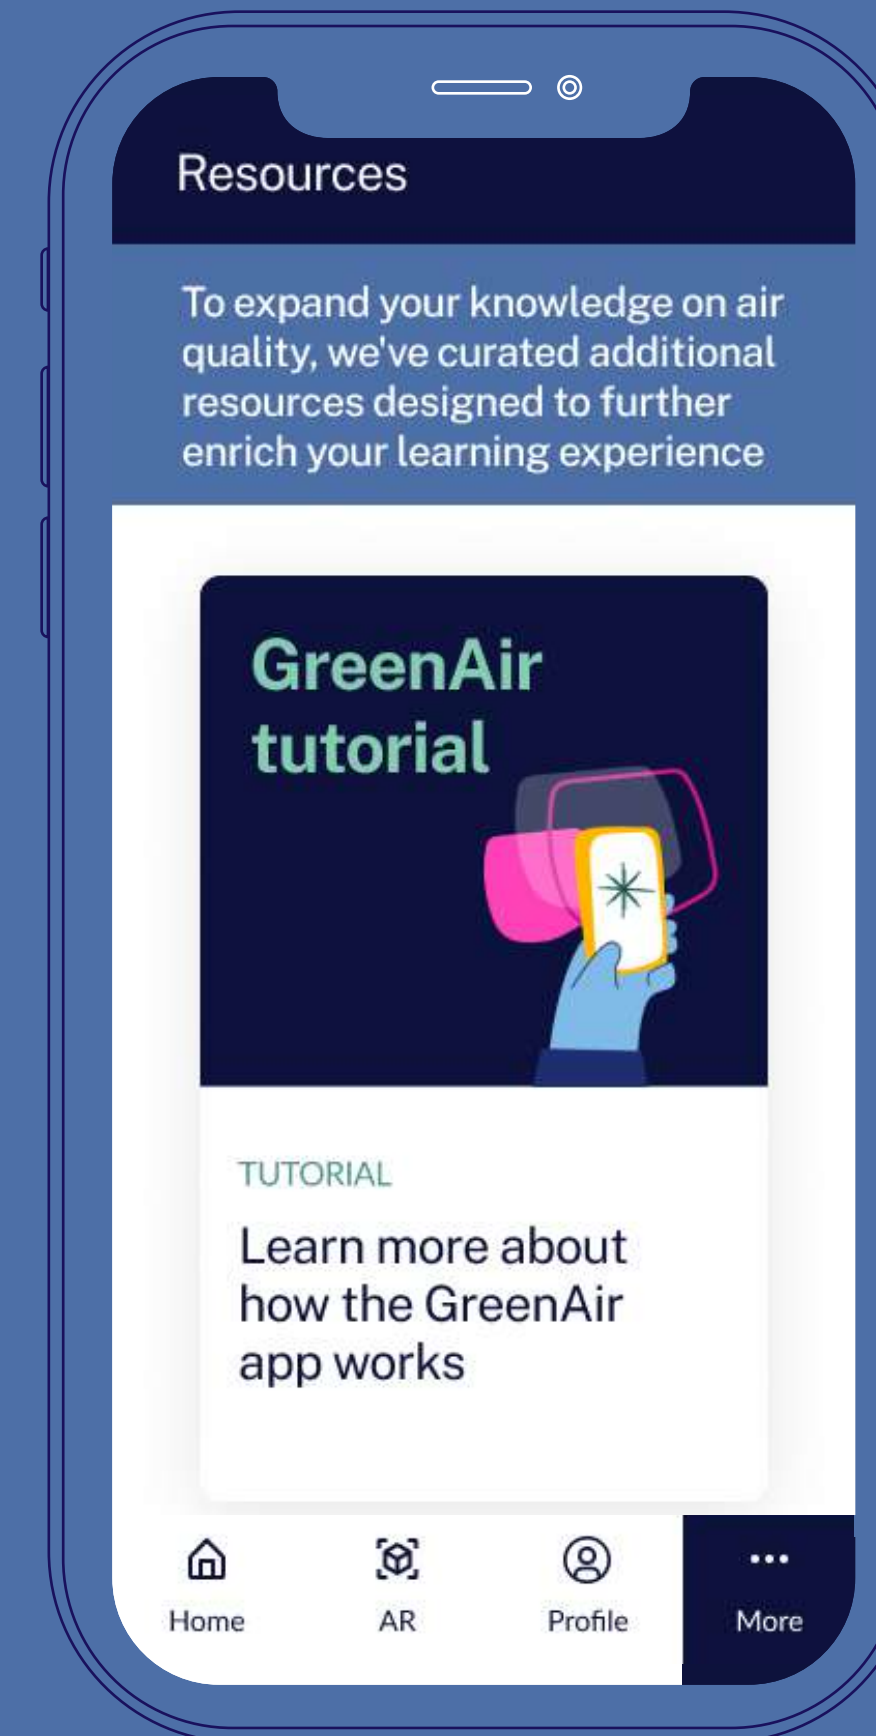 Resources
To expand your knowledge on air
quality, we've curated additional
resources designed to further
enrich your learning experience
GreenAir
tutorial
TUTORIAL
Learn more about
how the GreenAir
app works
Home
AR
Profile
More